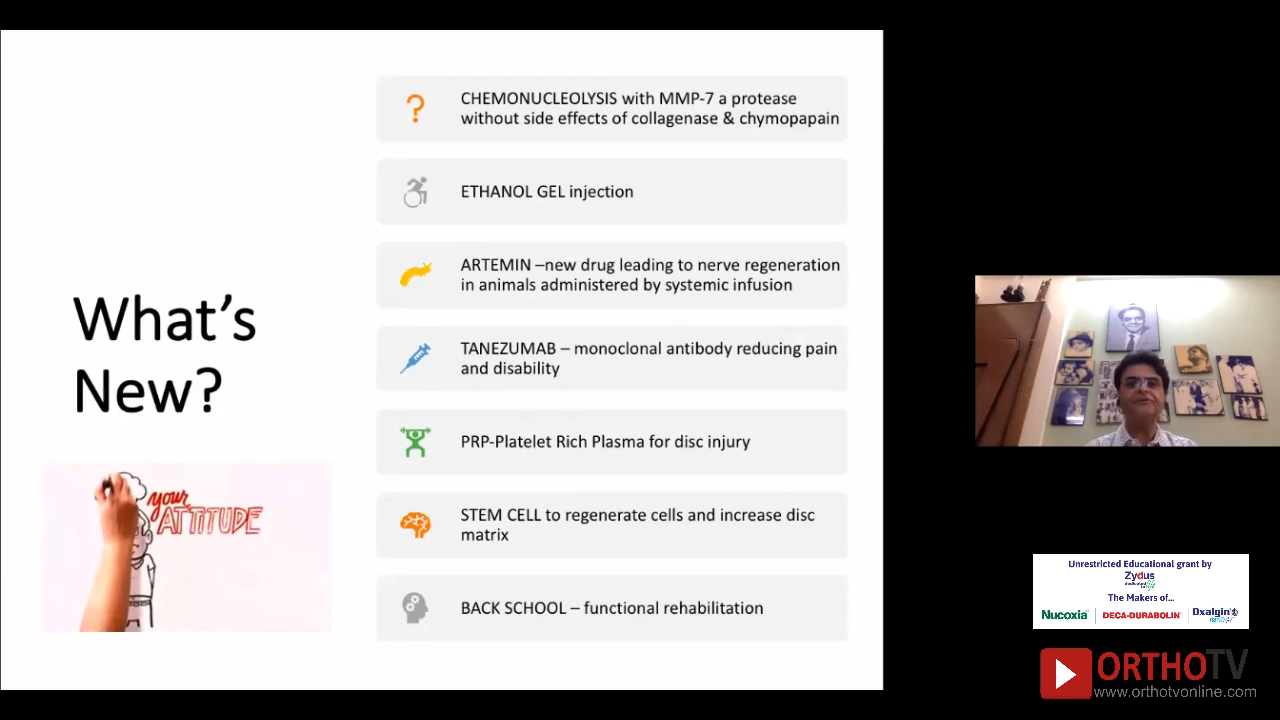 What's
New?
your
ATTITUDE
CHEMONUCLEOLYSIS with MMP-7 a protease
without side effects of collagenase & chymopapain
ETHANOL GEL injection
ARTEMIN –new drug leading to nerve regeneration
in animals administered by systemic infusion
TANEZUMAB – monoclonal antibody reducing pain
and disability
PRP-Platelet Rich Plasma for disc injury
STEM CELL to regenerate cells and increase disc
matrix
BACK SCHOOL – functional rehabilitation
Unrestricted Educational grant by
Zydus
The Makers of...
Nucoxia
DECA-DURABOLIN
Dxalgin
ORTHOTV
www.orthotvonline.com